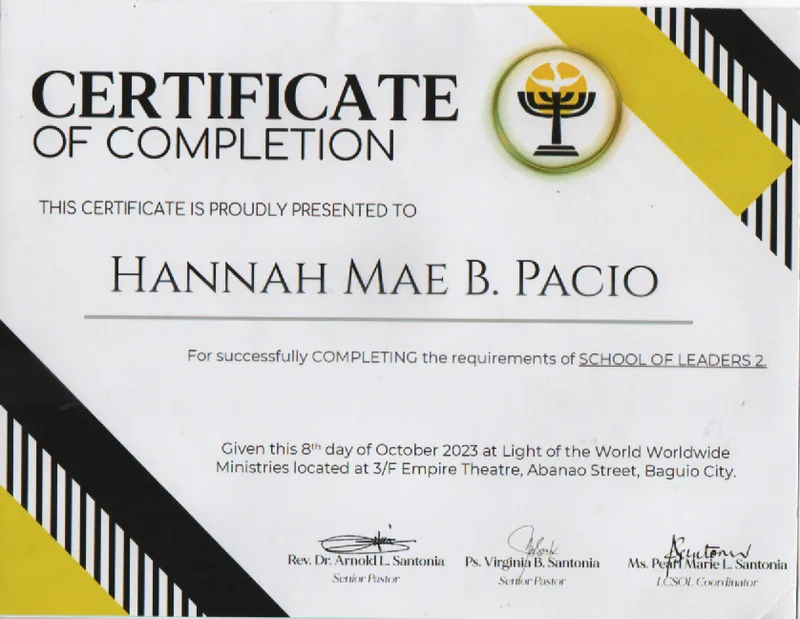 CERTIFICATE
OF COMPLETION
THIS CERTIFICATE IS PROUDLY PRESENTED TO
HANNAH MAE B. PACIO
For successfully COMPLETING the requirements of SCHOOL OF LEADERS 2.
Given this 8th day of October 2023 at Light of the World Worldwide
Ministries located at 3/F Empire Theatre, Abanao Street, Baguio City.
Rev. Dr. Arnold L. Santonia
Senior Pastor
Ps. Virginia B. Santonia
Senior Pastor
Ms. Pearl Marie L. Santonia
LCSOL Coordinator